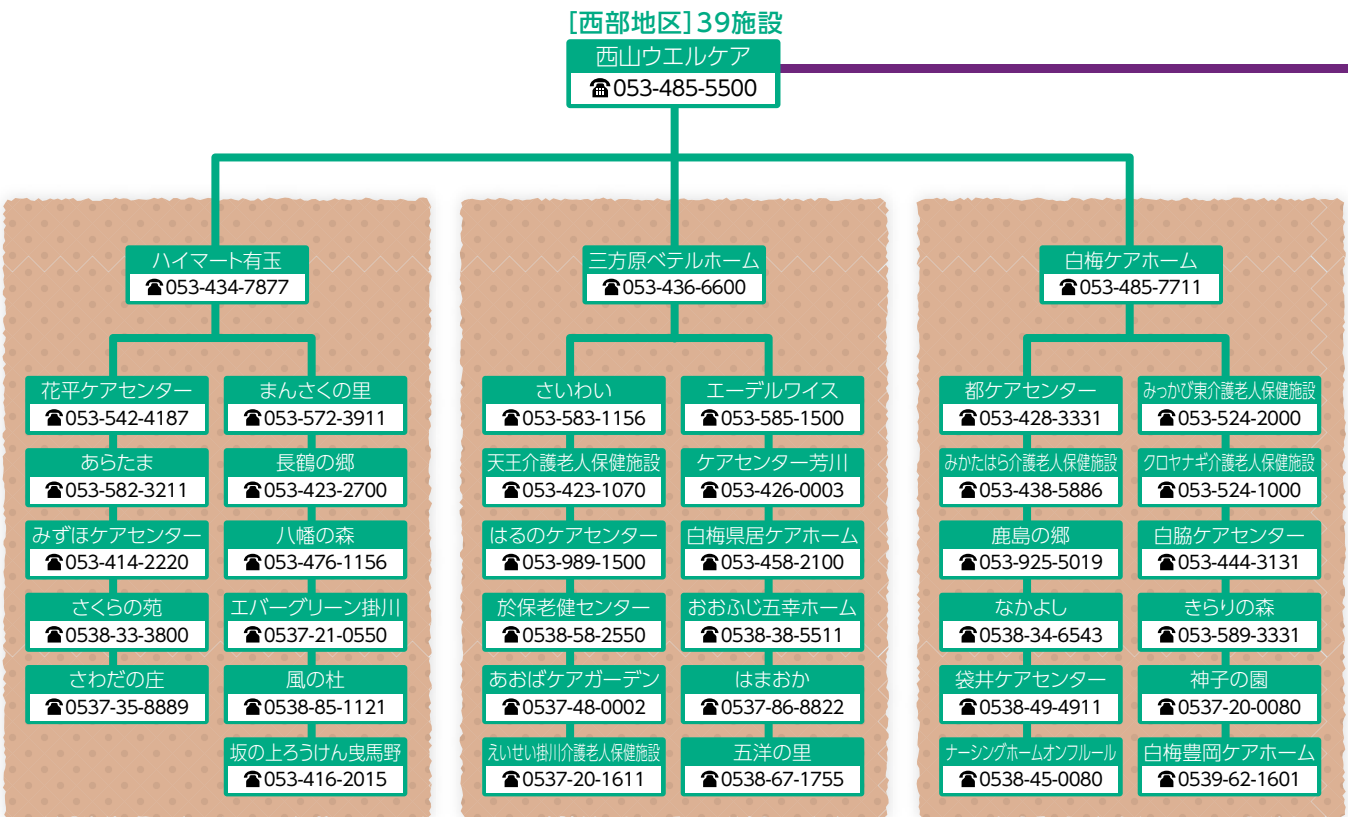 [西部地区]39施設
西山ウエルケア
☎053-485-5500
ハイマート有玉
☎053-434-7877
花平ケアセンター
☎053-542-4187
あらたま
☎053-582-3211
みずほケアセンター
☎053-414-2220
さくらの苑
☎0538-33-3800
さわだの庄
☎0537-35-8889
まんさくの里
☎053-572-3911
長鶴の郷
☎053-423-2700
八幡の森
☎053-476-1156
エバーグリーン掛川
☎0537-21-0550
風の杜
☎0538-85-1121
坂の上ろうけん曳馬野
☎053-416-2015
三方原ベテルホーム
☎053-436-6600
さいわい
☎053-583-1156
天王介護老人保健施設
☎053-423-1070
はるのケアセンター
☎053-989-1500
於保老健センター
☎0538-58-2550
あおばケアガーデン
☎0537-48-0002
えいせい掛川介護老人保健施設
☎0537-20-1611
エーデルワイス
☎053-585-1500
ケアセンター芳川
☎053-426-0003
白梅県居ケアホーム
☎053-458-2100
おおふじ五幸ホーム
☎0538-38-5511
はまおか
☎0537-86-8822
五洋の里
☎0538-67-1755
白梅ケアホーム
☎053-485-7711
都ケアセンター
☎053-428-3331
みかたはら介護老人保健施設
☎053-438-5886
鹿島の郷
☎053-925-5019
なかよし
☎0538-34-6543
袋井ケアセンター
☎0538-49-4911
ナーシングホームオンフルール
☎0538-45-0080
みっかび東介護老人保健施設
☎053-524-2000
クロヤナギ介護老人保健施設
☎053-524-1000
白脇ケアセンター
☎053-444-3131
きらりの森
☎053-589-3331
神子の園
☎0537-20-0080
白梅豊岡ケアホーム
☎0539-62-1601